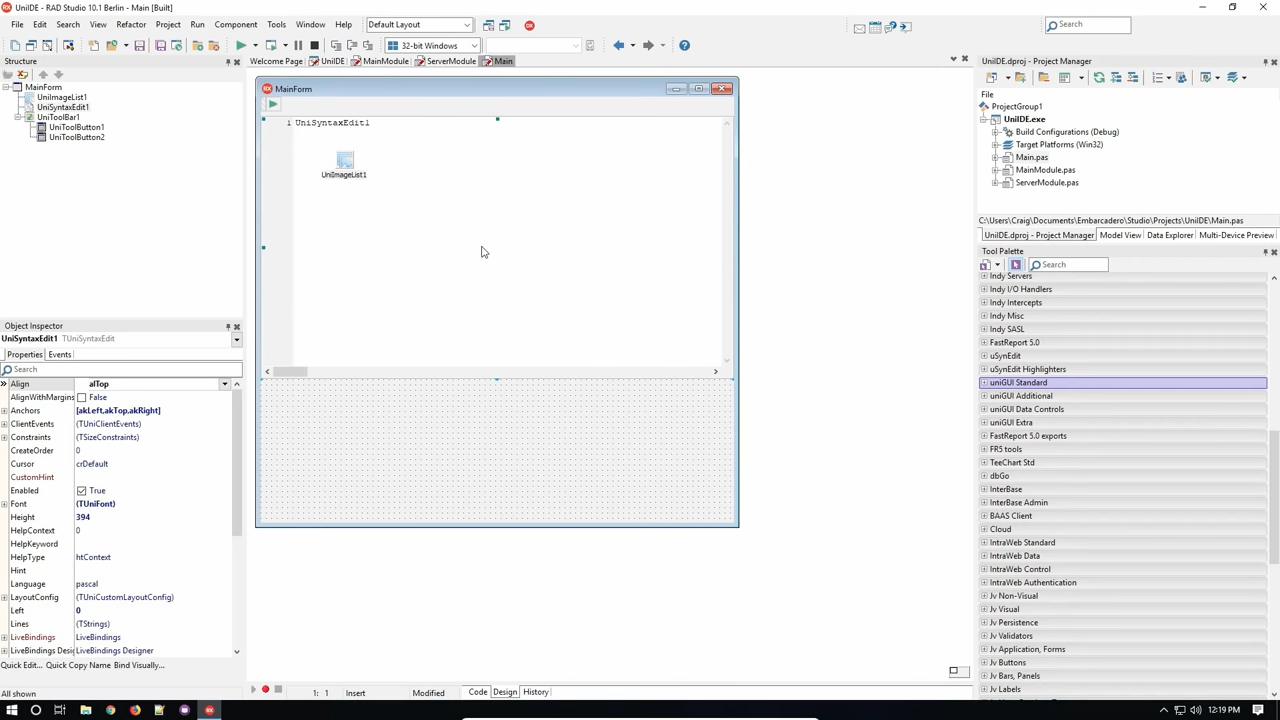 UniIDE - RAD Studio 10.1 Berlin - Main [Built]
File Edit Search View Refactor Project Run Component Tools Window Help
Default Layout
Search
32-bit Windows
Welcome Page UniIDE MainModule ServerModule Main
Structure
MainForm
UniImageList1
UniSyntaxEdit1
UniToolBar1
UniToolButton1
UniToolButton2
Object Inspector
UniSyntaxEdit1 TUniSyntaxEdit
Properties Events
Search
Align alTop
AlignWithMargins False
Anchors [akLeft,akTop,akRight]
ClientEvents (TUniClientEvents)
Constraints (TSizeConstraints)
CreateOrder 0
Cursor crDefault
CustomHint
Enabled True
Font (TUniFont)
Height 394
HelpContext 0
HelpKeyword
HelpType htContext
Hint
Language pascal
LayoutConfig (TUniCustomLayoutConfig)
Left 0
Lines (TStrings)
LiveBindings LiveBindings
LiveBindings Desi LiveBindings Designer
Quick Edit... Quick Copy Name Bind Visually...
All shown
MainForm
1 UniSyntaxEdit1
UniImageList1
1: 1 Insert Modified Code Design History
UniIDE.dproj - Project Manager
File
ProjectGroup1
UniIDE.exe
Build Configurations (Debug)
Target Platforms (Win32)
Main.pas
MainModule.pas
ServerModule.pas
C:\Users\Craig\Documents\Embarcadero\Studio\Projects\UniIDE\Main.pas
UniIDE.dproj - Project Manager Model View Data Explorer Multi-Device Preview
Tool Palette
Search
Indy Servers
Indy I/O Handlers
Indy Intercepts
Indy Misc
Indy SASL
FastReport 5.0
uSynEdit
uSynEdit Highlighters
uniGUI Standard
uniGUI Additional
uniGUI Data Controls
uniGUI Extra
FastReport 5.0 exports
FR5 tools
TeeChart Std
dbGo
InterBase
InterBase Admin
BAAS Client
Cloud
IntraWeb Standard
IntraWeb Data
IntraWeb Control
IntraWeb Authentication
Jv Non-Visual
Jv Visual
Jv Persistence
Jv Validators
Jv Application, Forms
Jv Buttons
Jv Bars, Panels
Jv Labels
12:19 PM